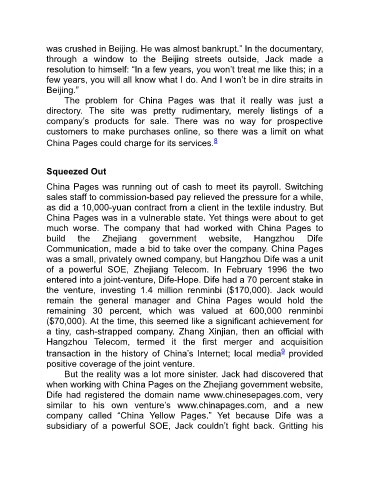 was crushed in Beijing. He was almost bankrupt.” In the documentary,
through a window to the Beijing streets outside, Jack made a
resolution to himself: “In a few years, you won’t treat me like this; in a
few years, you will all know what I do. And I won’t be in dire straits in
Beijing.”
The problem for China Pages was that it really was just a
directory. The site was pretty rudimentary, merely listings of a
company’s products for sale. There was no way for prospective
customers to make purchases online, so there was a limit on what
China Pages could charge for its services.8
Squeezed Out
China Pages was running out of cash to meet its payroll. Switching
sales staff to commission-based pay relieved the pressure for a while,
as did a 10,000-yuan contract from a client in the textile industry. But
China Pages was in a vulnerable state. Yet things were about to get
much worse. The company that had worked with China Pages to
build the Zhejiang government website, Hangzhou Dife
Communication, made a bid to take over the company. China Pages
was a small, privately owned company, but Hangzhou Dife was a unit
of a powerful SOE, Zhejiang Telecom. In February 1996 the two
entered into a joint-venture, Dife-Hope. Dife had a 70 percent stake in
the venture, investing 1.4 million renminbi ($170,000). Jack would
remain the general manager and China Pages would hold the
remaining 30 percent, which was valued at 600,000 renminbi
($70,000). At the time, this seemed like a significant achievement for
a tiny, cash-strapped company. Zhang Xinjian, then an official with
Hangzhou Telecom, termed it the first merger and acquisition
transaction in the history of China’s Internet; local media9 provided
positive coverage of the joint venture.
But the reality was a lot more sinister. Jack had discovered that
when working with China Pages on the Zhejiang government website,
Dife had registered the domain name www.chinesepages.com, very
similar to his own venture’s www.chinapages.com, and a new
company called “China Yellow Pages.” Yet because Dife was a
subsidiary of a powerful SOE, Jack couldn’t fight back. Gritting his